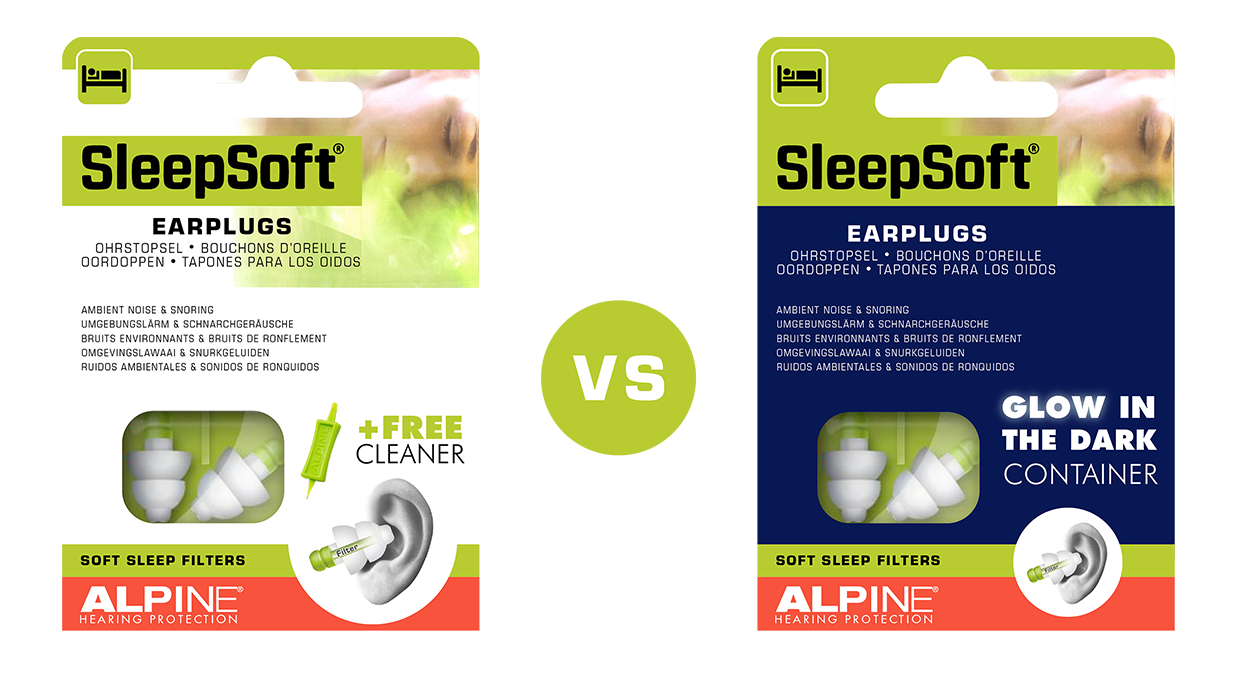 SleepSoft®
EARPLUGS
OHRSTOPSEL • BOUCHONS D'OREILLE
OORDOPPEN • TAPONES PARA LOS OIDOS
AMBIENT NOISE & SNORING
UMGEBUNGSLÄRM & SCHNARCHGERÄUSCHE
BRUITS ENVIRONNANTS & BRUITS DE RONFLEMENT
OMGEVINGSLAWAAI & SNURKGELUIDEN
RUIDOS AMBIENTALES & SONIDOS DE RONQUIDOS
ALPINE
+FREE
CLEANER
Filter
SOFT SLEEP FILTERS
ALPINE®
HEARING PROTECTION
VS
SleepSoft®
EARPLUGS
OHRSTOPSEL • BOUCHONS D'OREILLE
OORDOPPEN • TAPONES PARA LOS OIDOS
AMBIENT NOISE & SNORING
UMGEBUNGSLÄRM & SCHNARCHGERÄUSCHE
BRUITS ENVIRONNANTS & BRUITS DE RONFLEMENT
OMGEVINGSLAWAAI & SNURKGELUIDEN
RUIDOS AMBIENTALES & SONIDOS DE RONQUIDOS
GLOW IN
THE DARK
CONTAINER
Filter
SOFT SLEEP FILTERS
ALPINE®
HEARING PROTECTION